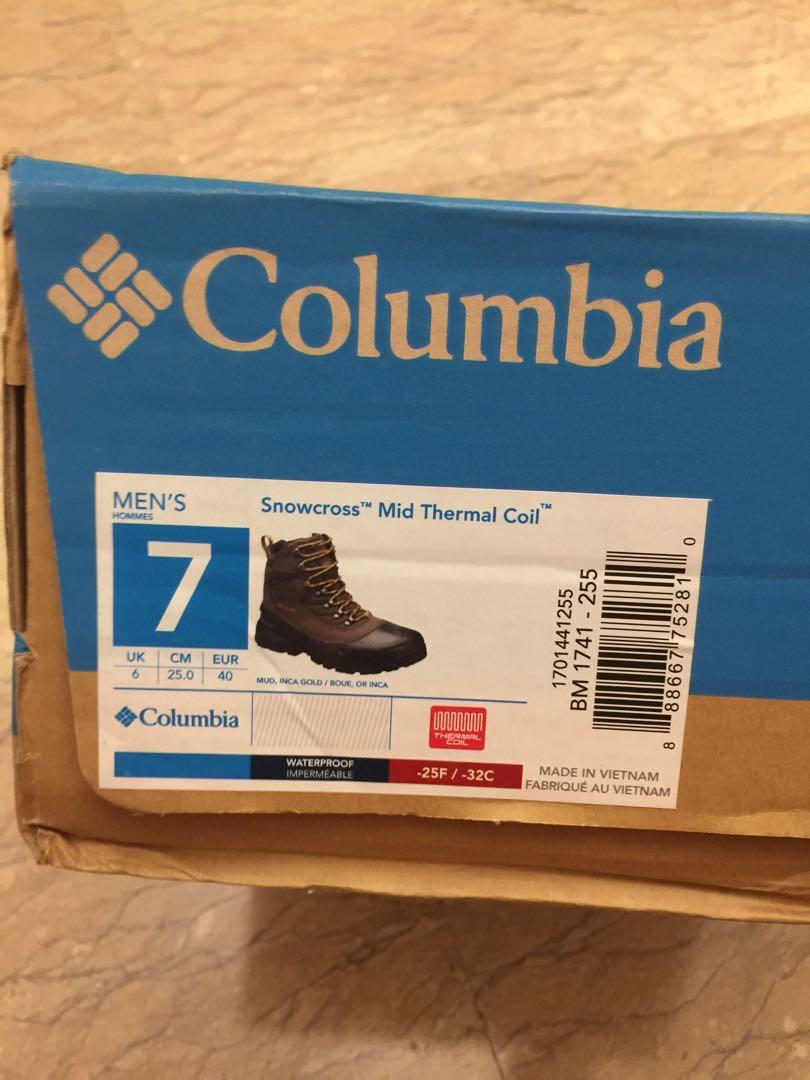 Columbia
MEN'S
HOMMES
Snowcross™ Mid Thermal Coil™
7
UK CM EUR
6 25.0 40
MUD, INCA GOLD / BOUE, OR INCA
Columbia
THERMAL
COIL
WATERPROOF
IMPERMÉABLE
-25F / -32C
MADE IN VIETNAM
FABRIQUÉ AU VIETNAM
1701441255
BM 1741 - 255
8 88667 75281 0